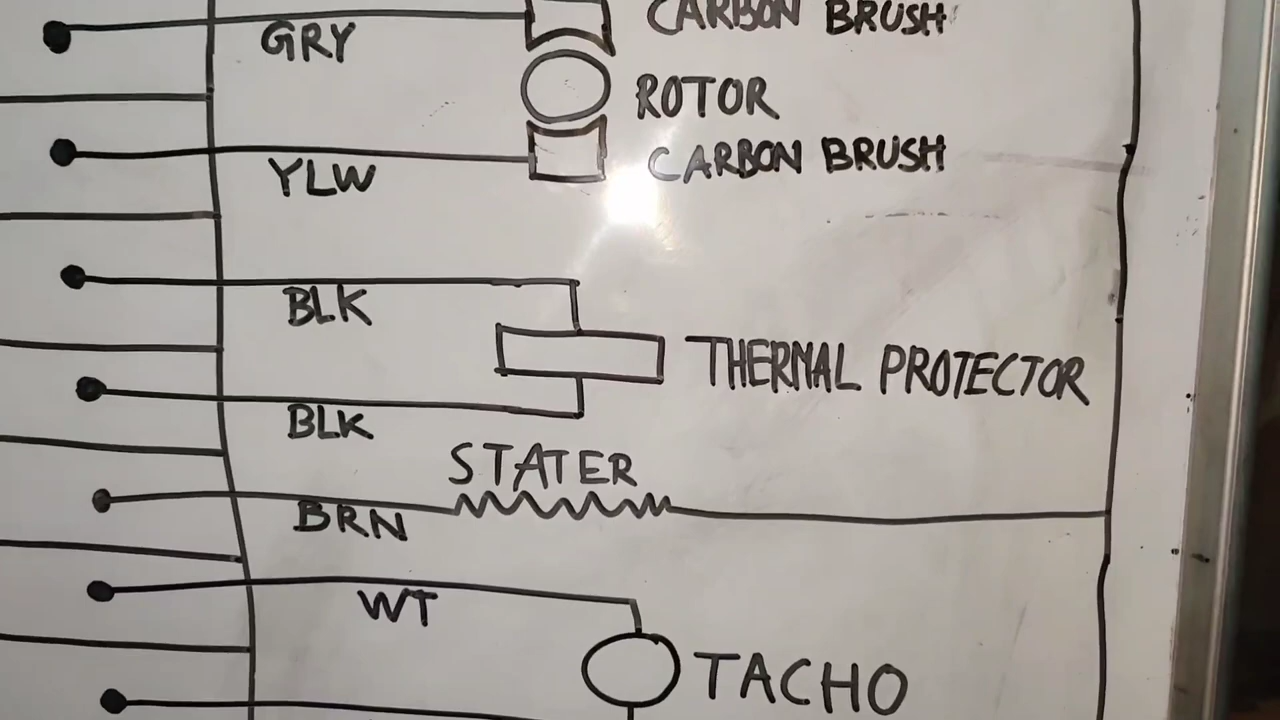 CARBON BRUSH
GRY
ROTOR
CARBON BRUSH
YLW
BLK
THERMAL PROTECTOR
BLK
STATER
BRN
WT
TACHO